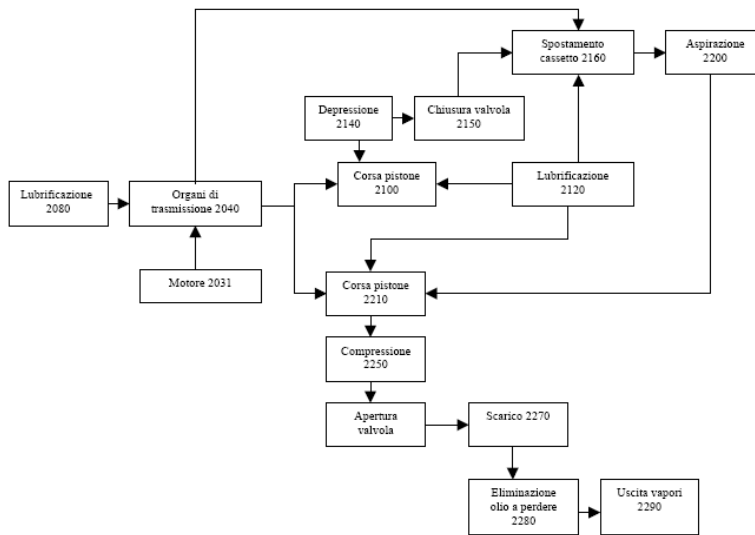 Spostamento
cassetto 2160
Aspirazione
2200
Depressione
2140
Chiusura valvola
2150
Corsa pistone
2100
Lubrificazione
2120
Lubrificazione
2080
Organi di
trasmissione 2040
Motore 2031
Corsa pistone
2210
Compressione
2250
Apertura
valvola
Scarico 2270
Eliminazione
olio a perdere
2280
Uscita vapori
2290